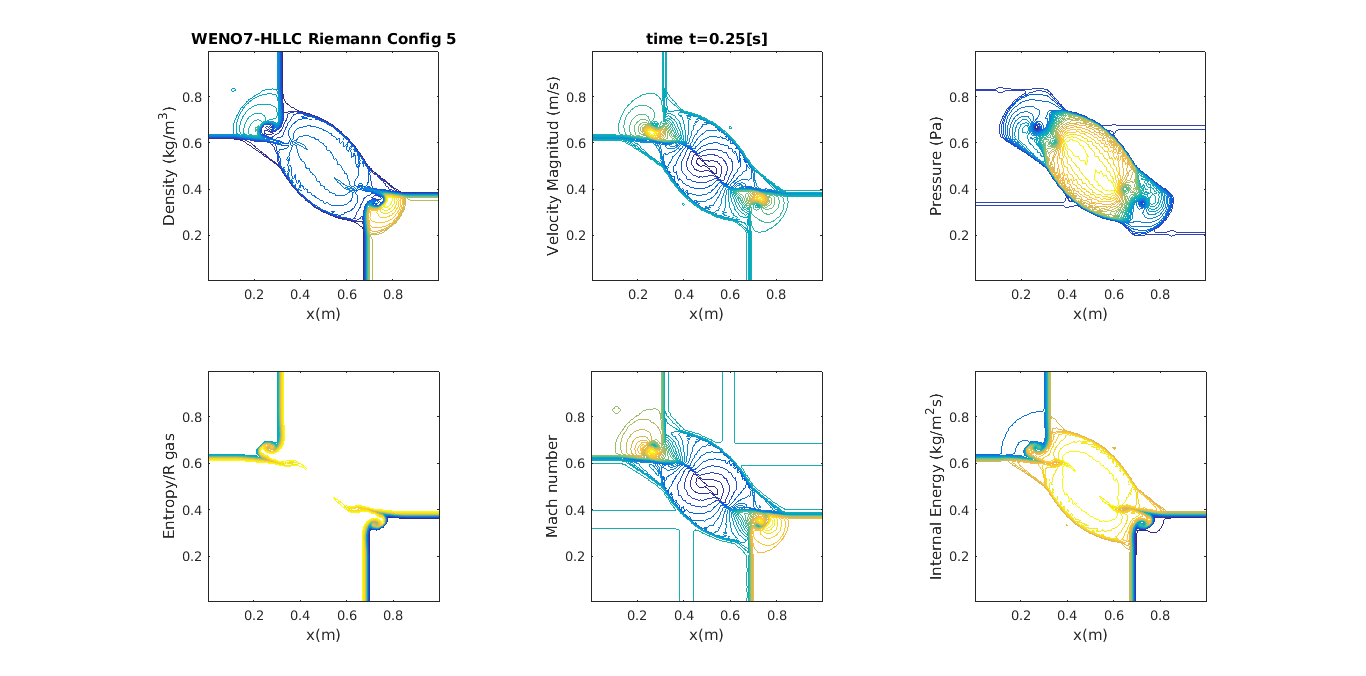 WENO7-HLLC Riemann Config 5
time t=0.25[s]
Density (kg/m³)
0.8
0.6
0.4
0.2
0.2 0.4 0.6 0.8
x(m)
Velocity Magnitud (m/s)
0.8
0.6
0.4
0.2
0.2 0.4 0.6 0.8
x(m)
Pressure (Pa)
0.8
0.6
0.4
0.2
0.2 0.4 0.6 0.8
x(m)
Entropy/R gas
0.8
0.6
0.4
0.2
0.2 0.4 0.6 0.8
x(m)
Mach number
0.8
0.6
0.4
0.2
0.2 0.4 0.6 0.8
x(m)
Internal Energy (kg/m²s)
0.8
0.6
0.4
0.2
0.2 0.4 0.6 0.8
x(m)